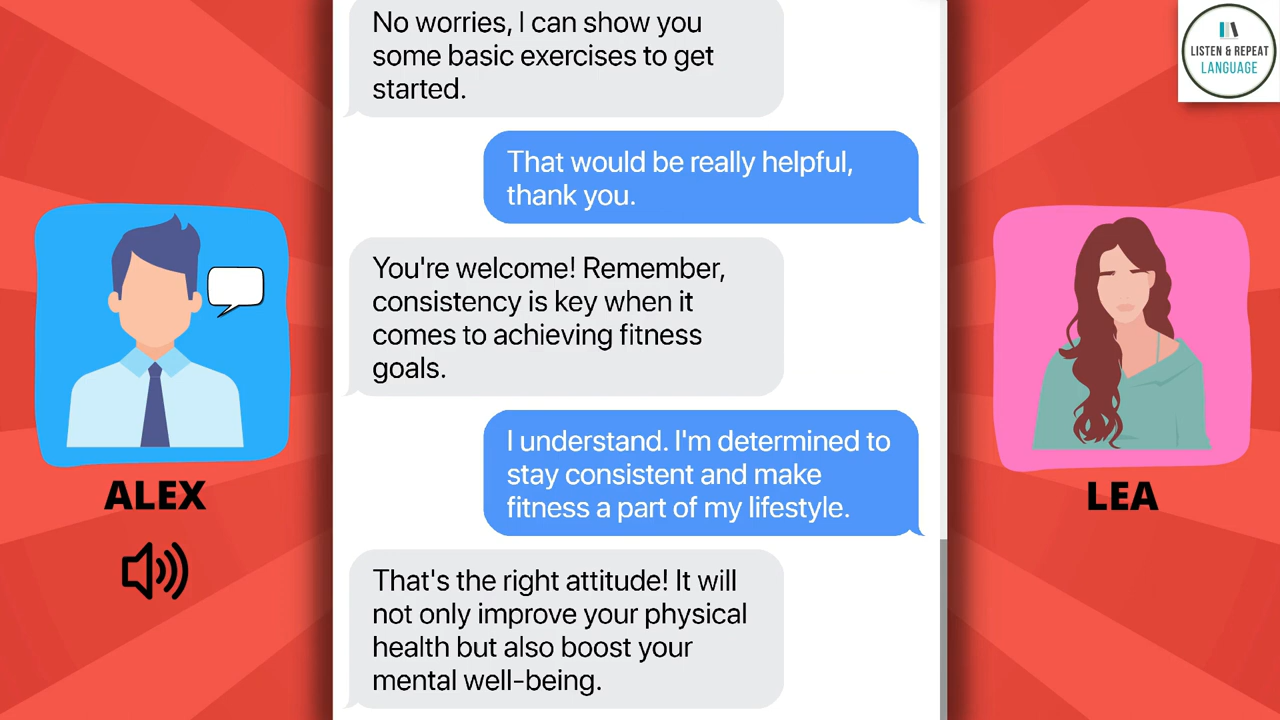 No worries, I can show you
some basic exercises to get
started.
LISTEN & REPEAT
LANGUAGE
That would be really helpful,
thank you.
You're welcome! Remember,
consistency is key when it
comes to achieving fitness
goals.
I understand. I'm determined to
stay consistent and make
fitness a part of my lifestyle.
ALEX
LEA
That's the right attitude! It will
not only improve your physical
health but also boost your
mental well-being.